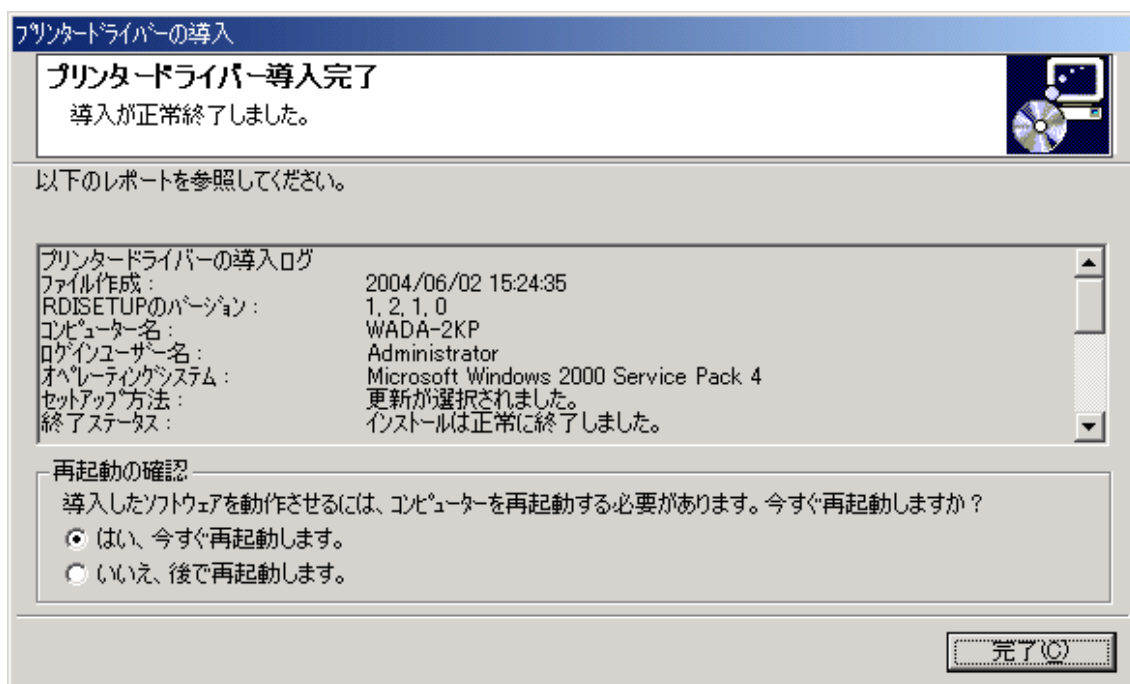 プリンタードライバーの導入
プリンタードライバー導入完了
導入が正常終了しました。
以下のレポートを参照してください。
プリンタードライバーの導入ログ
ファイル作成： 2004/06/02 15:24:35
RDISETUPのバージョン： 1, 2, 1, 0
コンピューター名： WADA-2KP
ログインユーザー名： Administrator
オペレーティングシステム： Microsoft Windows 2000 Service Pack 4
セットアップ方法： 更新が選択されました。
終了ステータス： インストールは正常に終了しました。
再起動の確認
導入したソフトウェアを動作させるには、コンピューターを再起動する必要があります。今すぐ再起動しますか？
はい、今すぐ再起動します。
いいえ、後で再起動します。
完了(C)